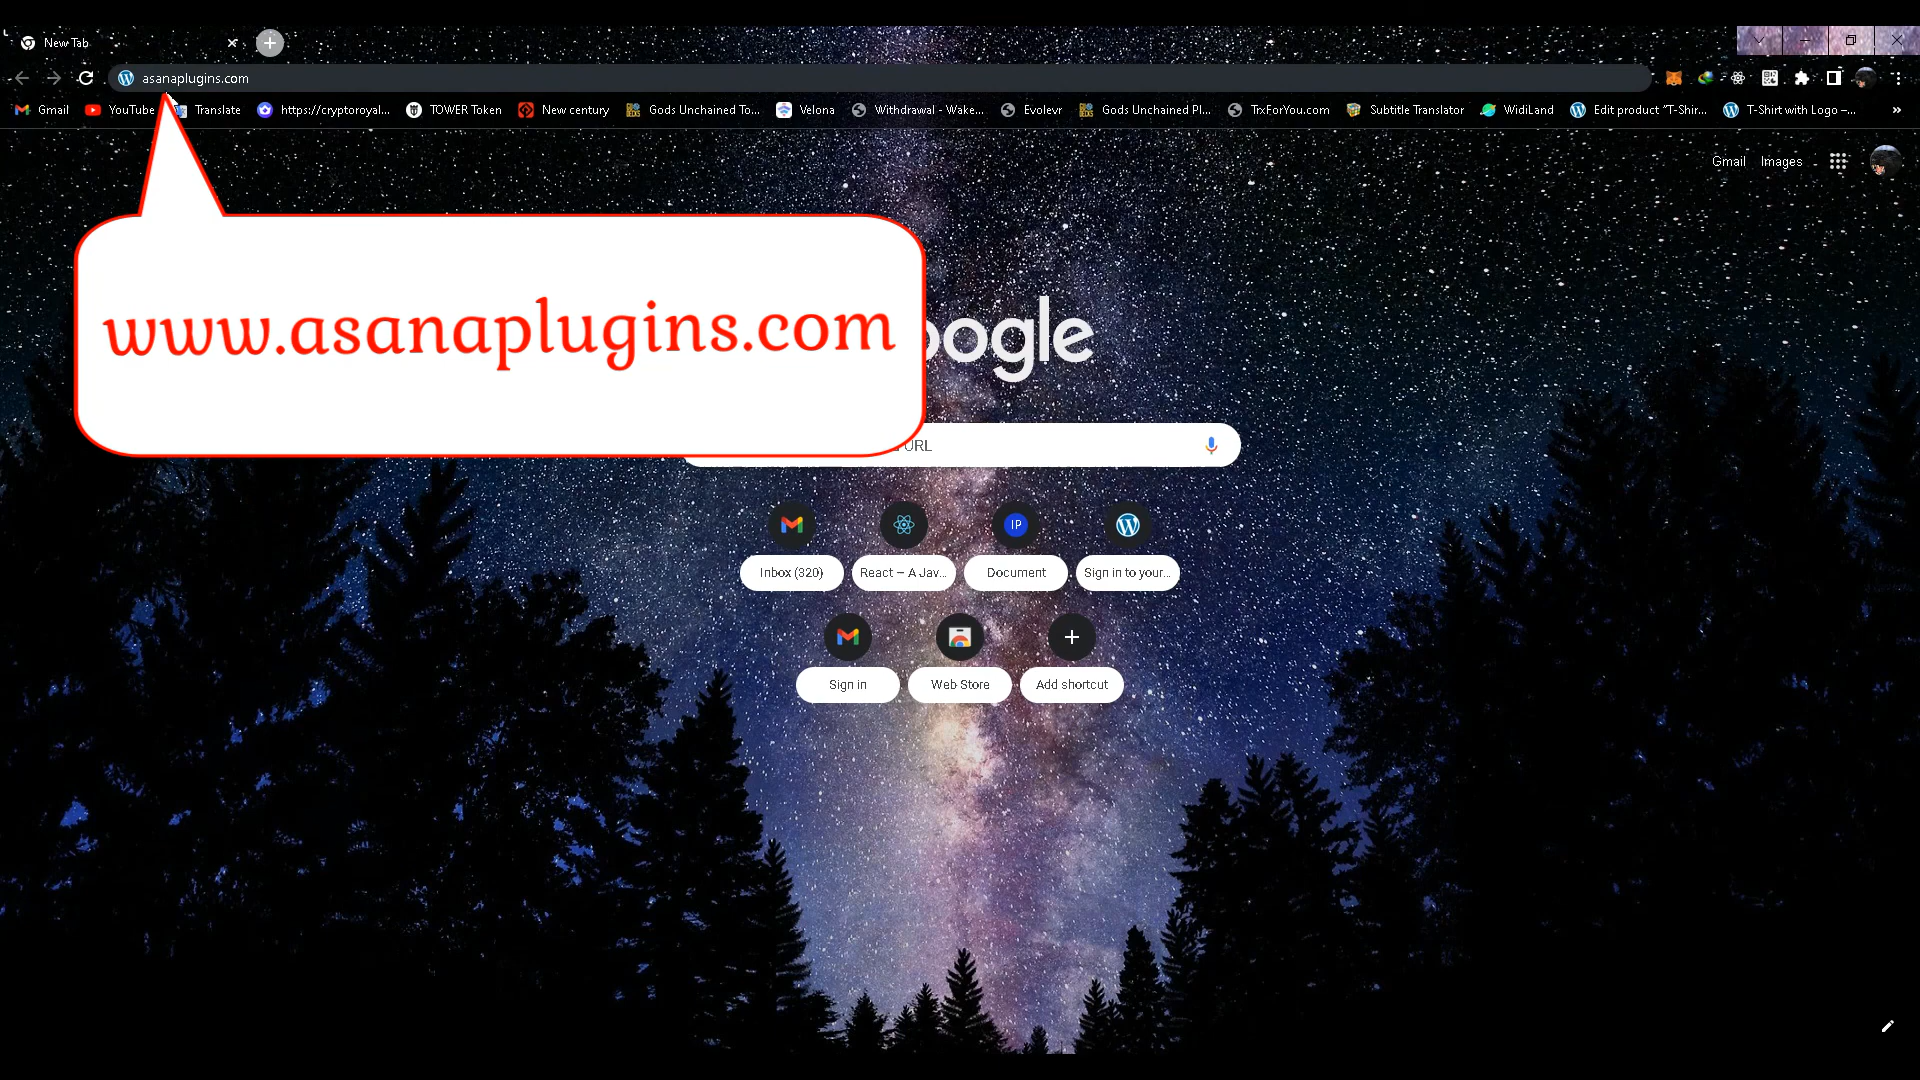 New Tab
asanaplugins.com
Gmail YouTube Translate https://cryptoroyal... TOWER Token New century Gods Unchained To... Velona Withdrawal - Wake... Evolevr Gods Unchained Pl... TrxForYou.com Subtitle Translator WidiLand Edit product "T-Shir... T-Shirt with Logo –... »
Gmail Images
www.asanaplugins.com
oogle
URL
IP
Inbox (320) React – A Jav... Document Sign in to your...
Sign in Web Store Add shortcut